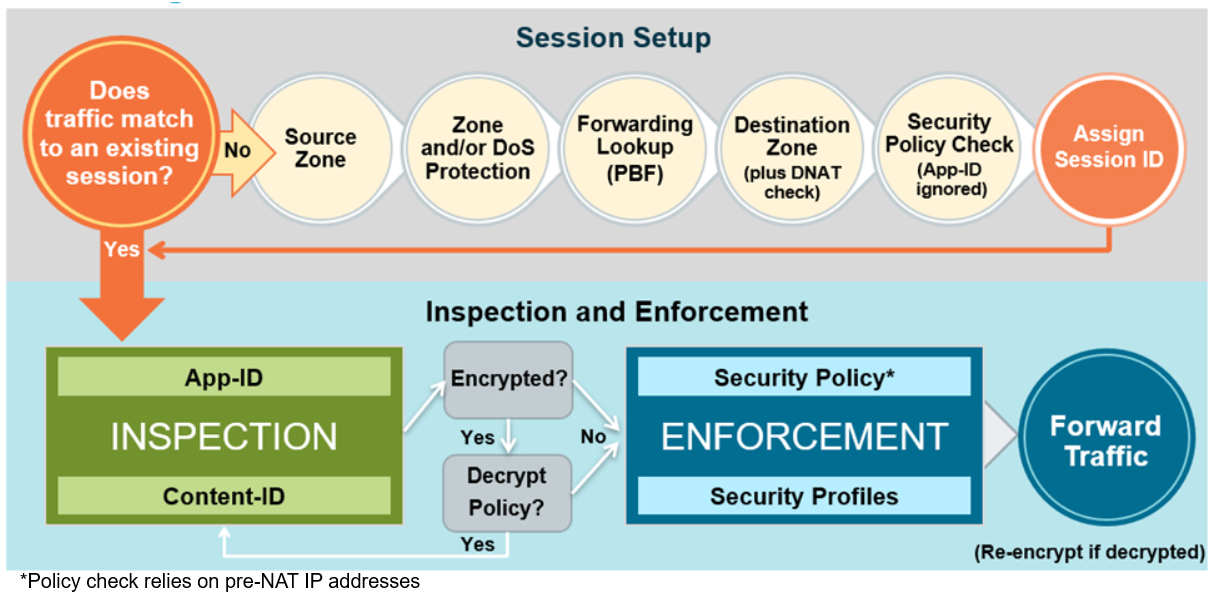 Session Setup
Does
traffic match
to an existing
session?
No
Source
Zone
Zone
and/or DoS
Protection
Forwarding
Lookup
(PBF)
Destination
Zone
(plus DNAT
check)
Security
Policy Check
(App-ID
ignored)
Assign
Session ID
Yes
Inspection and Enforcement
App-ID
INSPECTION
Content-ID
Encrypted?
Yes
No
Decrypt
Policy?
Yes
Security Policy*
ENFORCEMENT
Security Profiles
Forward
Traffic
(Re-encrypt if decrypted)
*Policy check relies on pre-NAT IP addresses